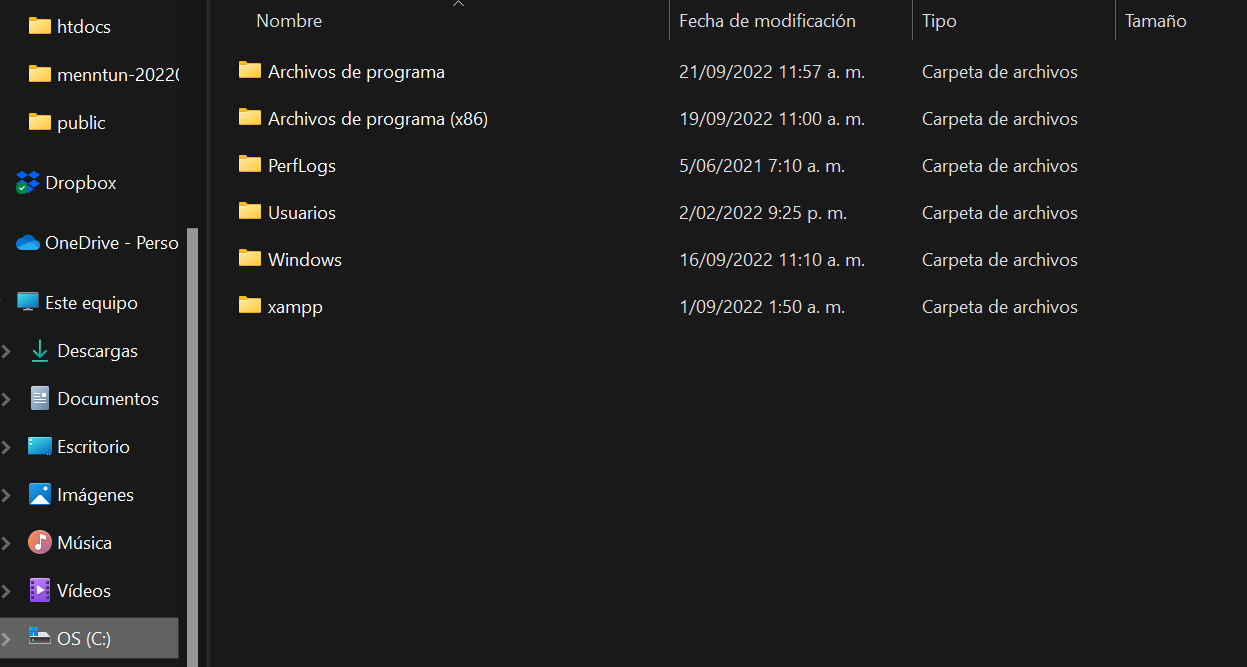 htdocs
menntun-20220
public
Dropbox
OneDrive - Perso
Este equipo
Descargas
Documentos
Escritorio
Imágenes
Música
Vídeos
OS (C:)
Nombre Fecha de modificación Tipo Tamaño
Archivos de programa 21/09/2022 11:57 a. m. Carpeta de archivos
Archivos de programa (x86) 19/09/2022 11:00 a. m. Carpeta de archivos
PerfLogs 5/06/2021 7:10 a. m. Carpeta de archivos
Usuarios 2/02/2022 9:25 p. m. Carpeta de archivos
Windows 16/09/2022 11:10 a. m. Carpeta de archivos
xampp 1/09/2022 1:50 a. m. Carpeta de archivos